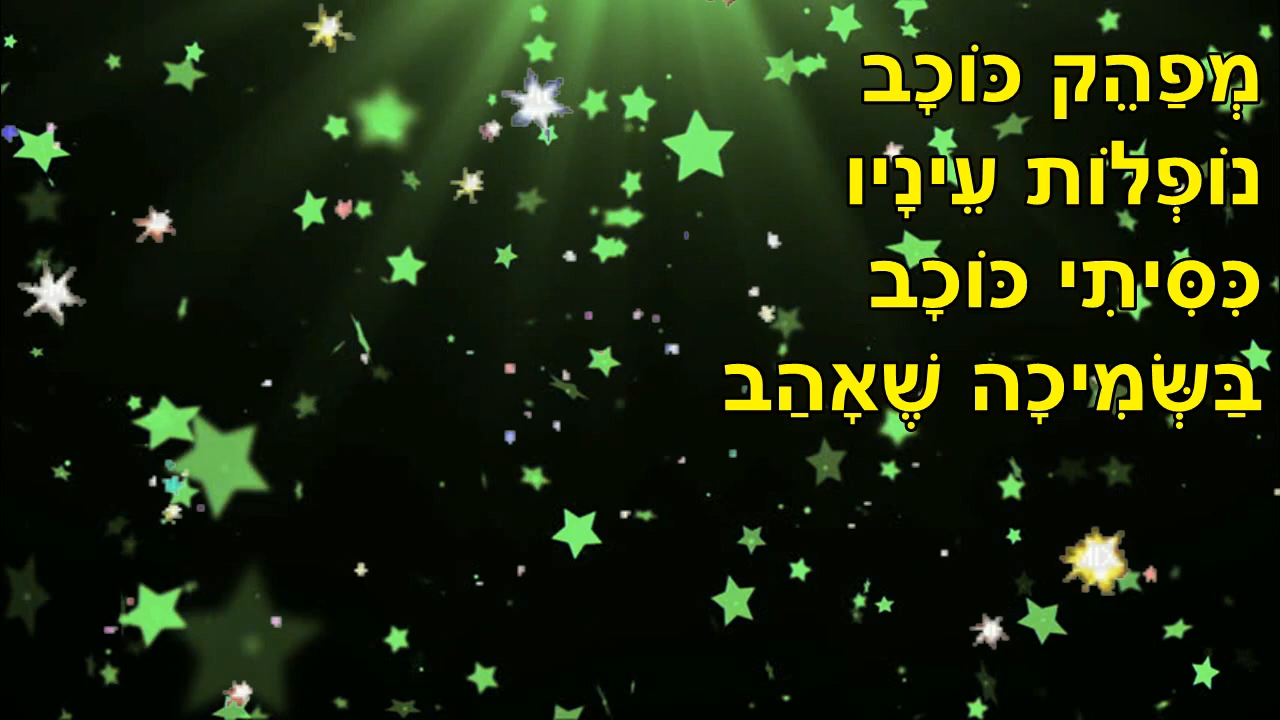 מְפַהֵק כּוֹכָב
נוֹפְלוֹת עֵינָיו
כִּסִּיתִי כּוֹכָב
בַּשְּׂמִיכָה שֶׁאָהַב